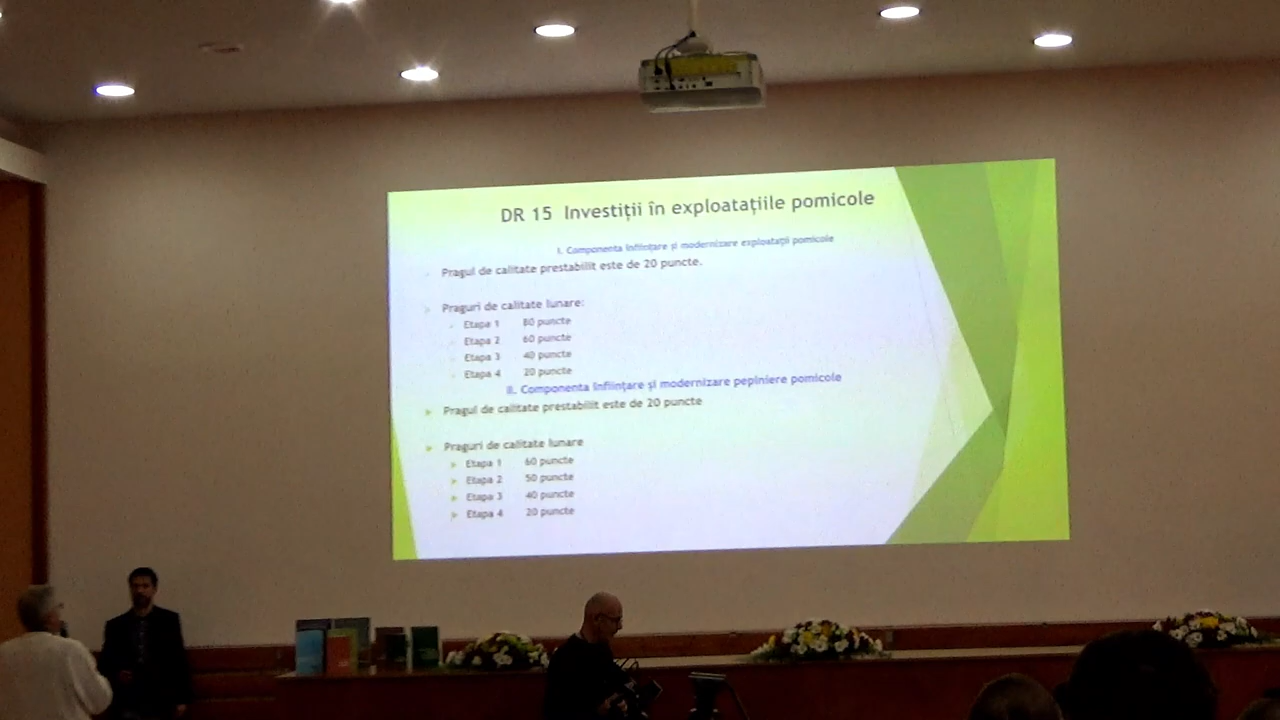 DR 15 Investiții în exploatațiile pomicole
I. Componenta înființare și modernizare exploatații pomicole
Pragul de calitate prestabilit este de 20 puncte.
Praguri de calitate lunare:
Etapa 1 80 puncte
Etapa 2 60 puncte
Etapa 3 40 puncte
Etapa 4 20 puncte
II. Componenta înființare și modernizare pepiniere pomicole
Pragul de calitate prestabilit este de 20 puncte
Praguri de calitate lunare
Etapa 1 60 puncte
Etapa 2 50 puncte
Etapa 3 40 puncte
Etapa 4 20 puncte